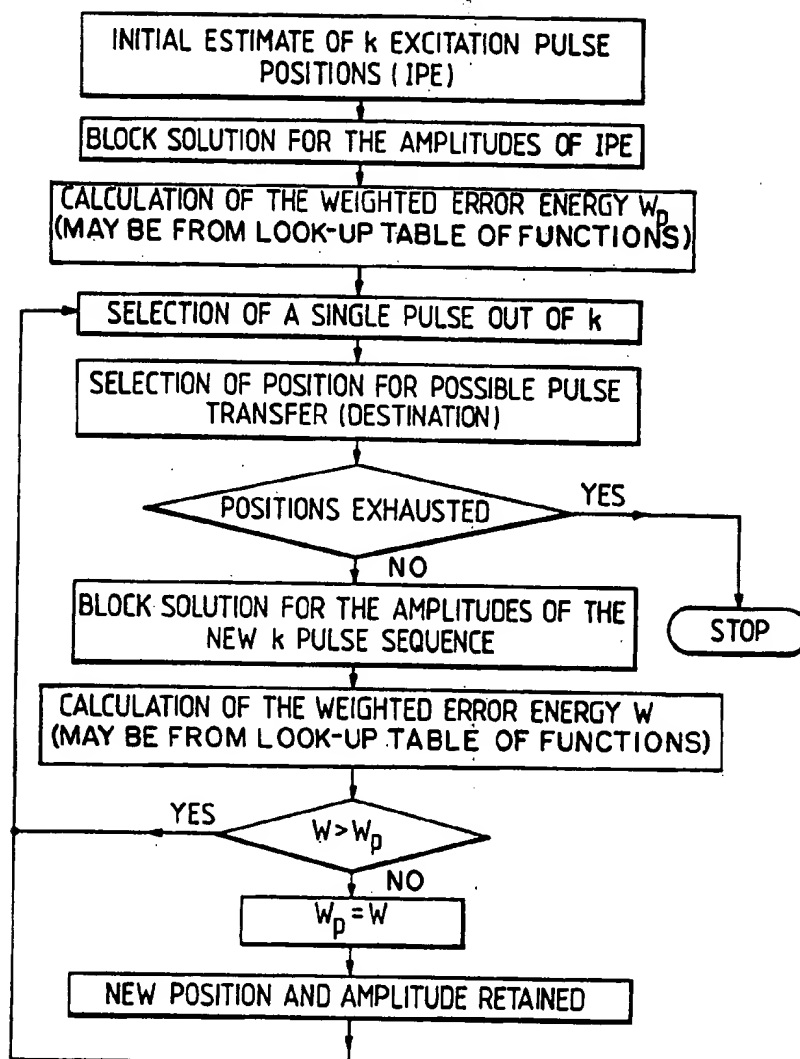 INITIAL ESTIMATE OF k EXCITATION PULSE
POSITIONS (IPE)
BLOCK SOLUTION FOR THE AMPLITUDES OF IPE
CALCULATION OF THE WEIGHTED ERROR ENERGY Wp
(MAY BE FROM LOOK-UP TABLE OF FUNCTIONS)
SELECTION OF A SINGLE PULSE OUT OF k
SELECTION OF POSITION FOR POSSIBLE PULSE
TRANSFER (DESTINATION)
POSITIONS EXHAUSTED
YES
NO
BLOCK SOLUTION FOR THE AMPLITUDES OF THE
NEW k PULSE SEQUENCE
STOP
CALCULATION OF THE WEIGHTED ERROR ENERGY W
(MAY BE FROM LOOK-UP TABLE OF FUNCTIONS)
YES
W>Wp
NO
Wp=W
NEW POSITION AND AMPLITUDE RETAINED